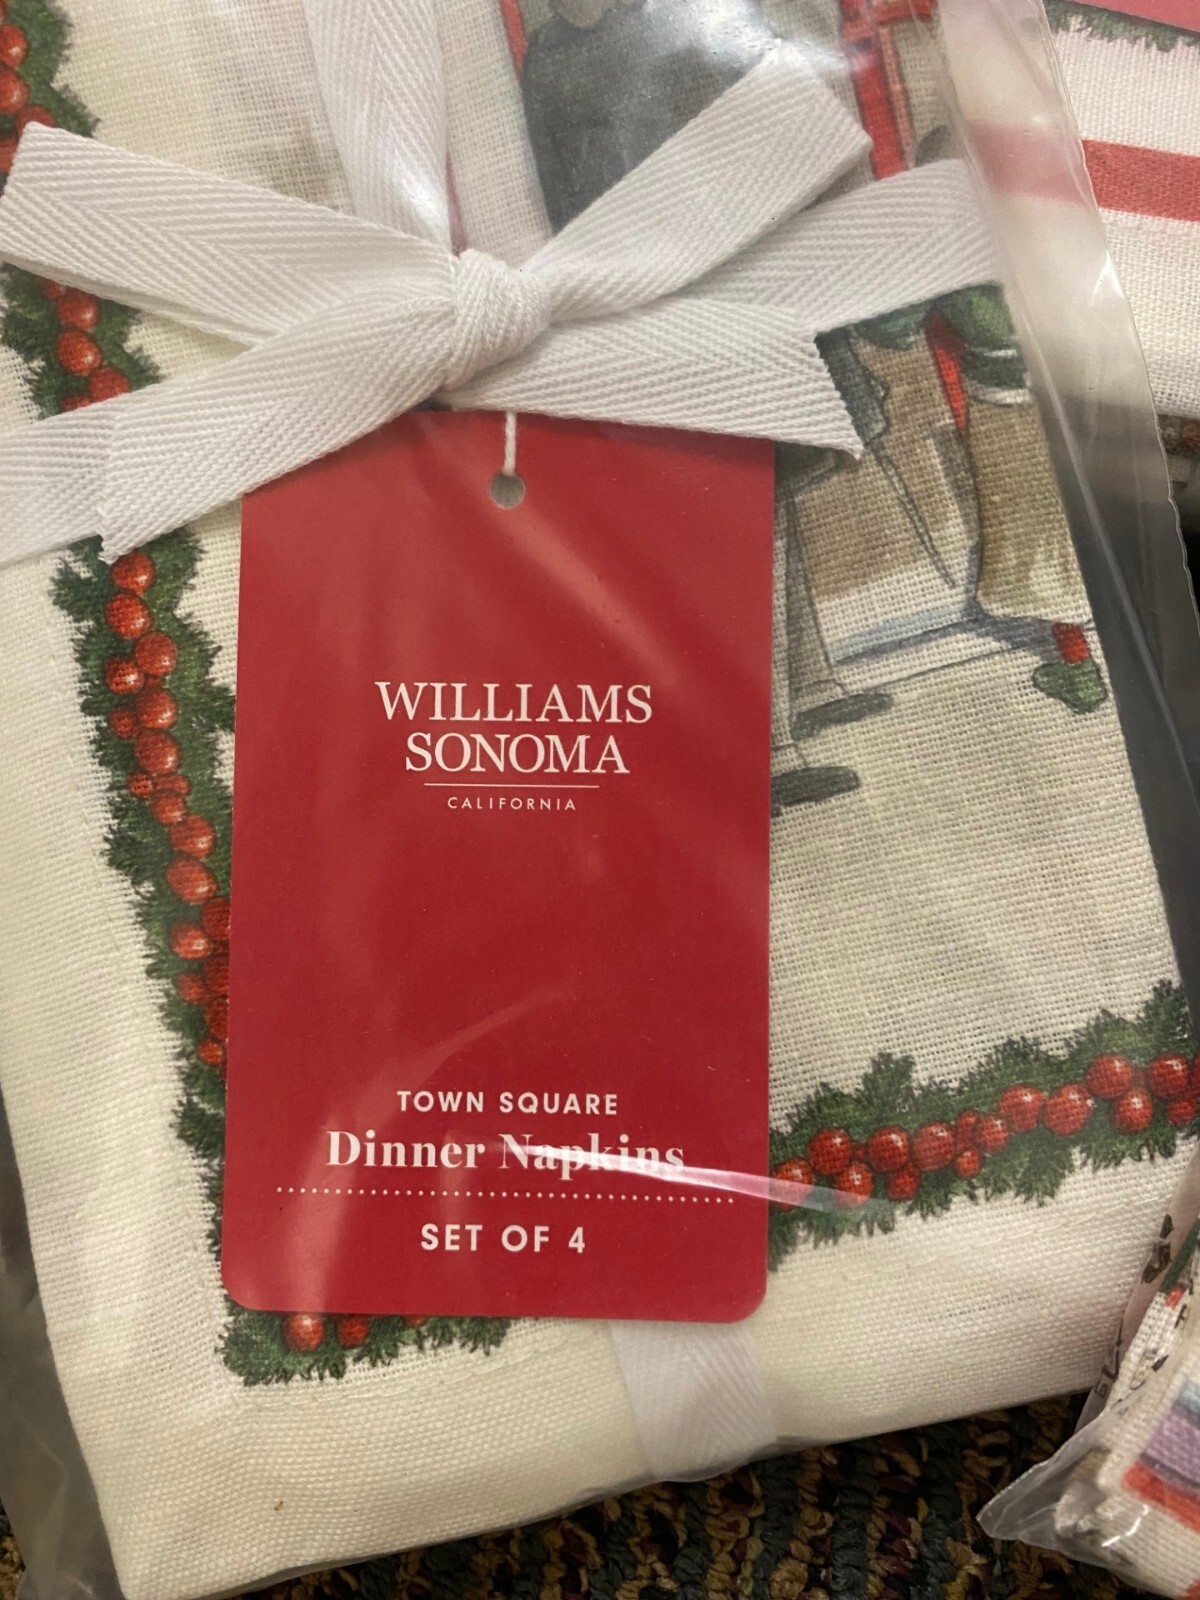 WILLIAMS
SONOMA
CALIFORNIA
TOWN SQUARE
Dinner Napkins
SET OF 4